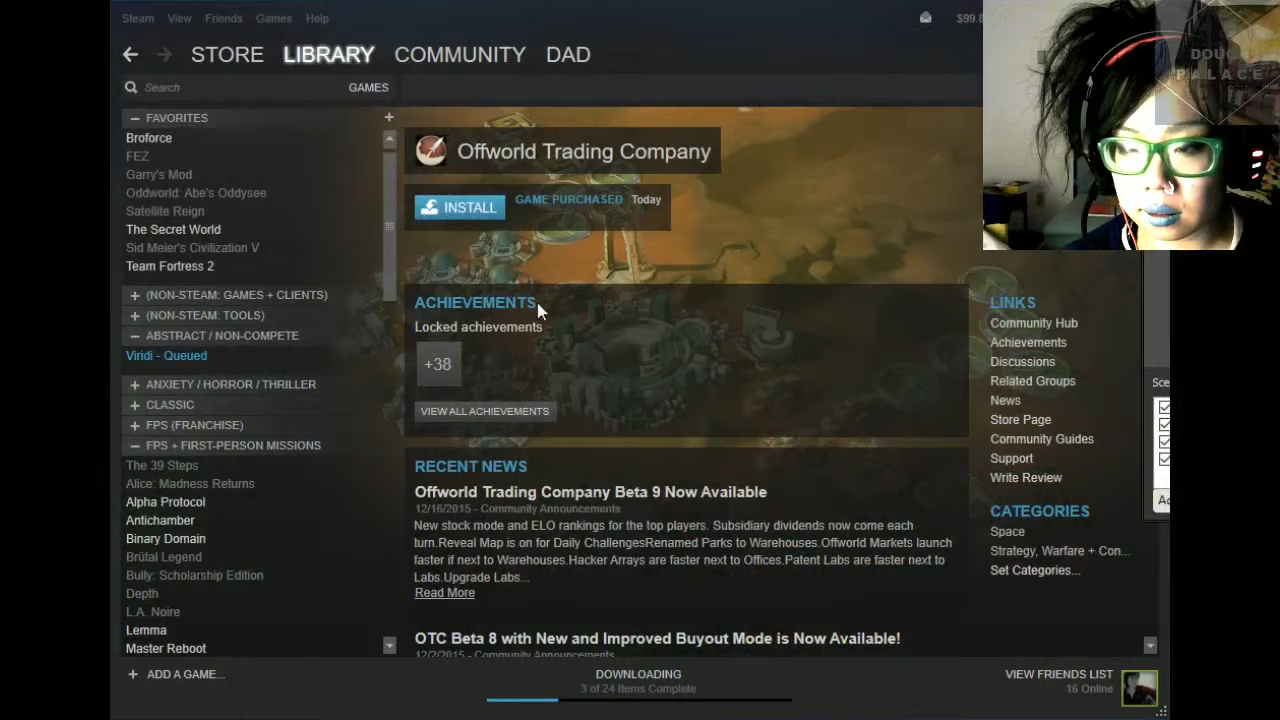 Steam View Friends Games Help
$99.8
STORE LIBRARY COMMUNITY DAD
DOUG
PALACE
Search GAMES
FAVORITES
Broforce
FEZ
Garry's Mod
Oddworld: Abe's Oddysee
Satellite Reign
The Secret World
Sid Meier's Civilization V
Team Fortress 2
(NON-STEAM: GAMES + CLIENTS)
(NON-STEAM: TOOLS)
ABSTRACT / NON-COMPETE
Viridi - Queued
ANXIETY / HORROR / THRILLER
CLASSIC
FPS (FRANCHISE)
FPS + FIRST-PERSON MISSIONS
The 39 Steps
Alice: Madness Returns
Alpha Protocol
Antichamber
Binary Domain
Brütal Legend
Bully: Scholarship Edition
Depth
L.A. Noire
Lemma
Master Reboot
+ ADD A GAME...
Offworld Trading Company
INSTALL GAME PURCHASED Today
ACHIEVEMENTS
Locked achievements
+38
VIEW ALL ACHIEVEMENTS
RECENT NEWS
Offworld Trading Company Beta 9 Now Available
12/16/2015 - Community Announcements
New stock mode and ELO rankings for the top players. Subsidiary dividends now come each
turn.Reveal Map is on for Daily ChallengesRenamed Parks to Warehouses.Offworld Markets launch
faster if next to Warehouses.Hacker Arrays are faster next to Offices.Patent Labs are faster next to
Labs.Upgrade Labs...
Read More
OTC Beta 8 with New and Improved Buyout Mode is Now Available!
12/2/2015 - Community Announcements
LINKS
Community Hub
Achievements
Discussions
Related Groups
News
Store Page
Community Guides
Support
Write Review
CATEGORIES
Space
Strategy, Warfare + Con...
Set Categories...
Sce
DOWNLOADING
3 of 24 Items Complete
VIEW FRIENDS LIST
16 Online